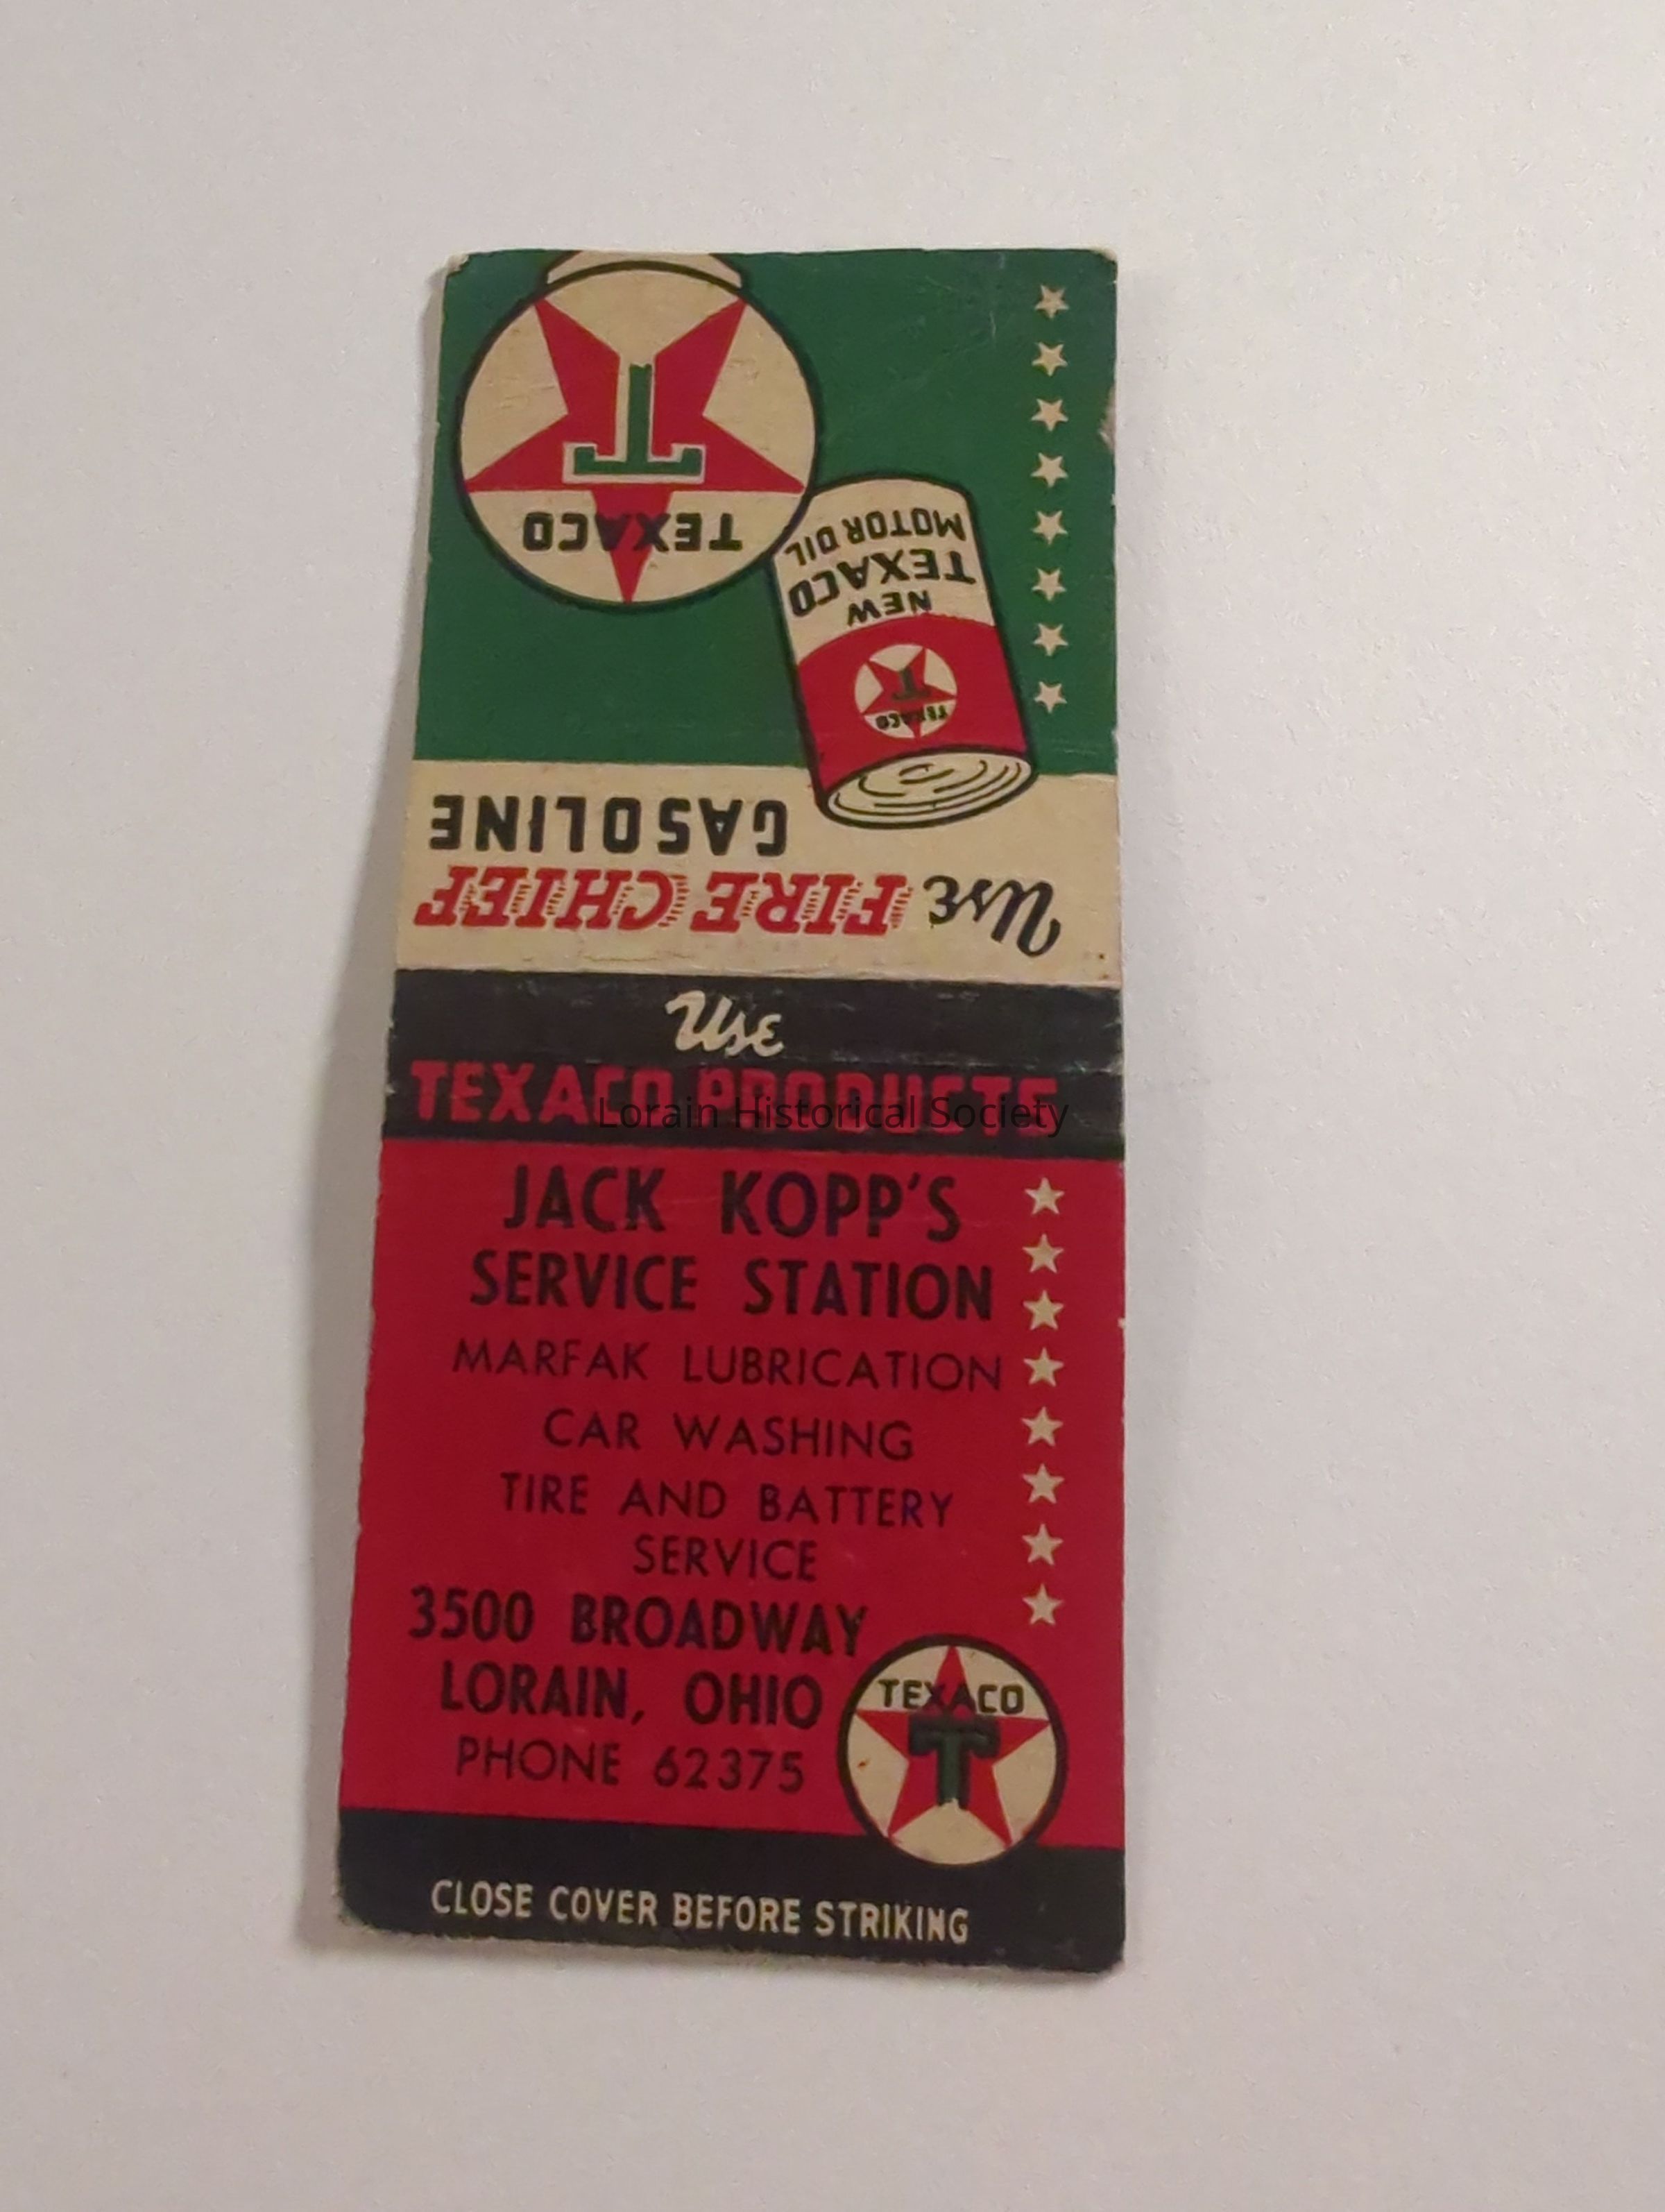 TEXACO
T
NEW
TEXACO
MOTOR OIL
TEXACO
T
Use FIRE CHIEF
GASOLINE
Use
TEXACO PRODUCTS
Lorain Historical Society
JACK KOPP'S
SERVICE STATION
MARFAK LUBRICATION
CAR WASHING
TIRE AND BATTERY
SERVICE
3500 BROADWAY
LORAIN, OHIO
PHONE 62375
TEXACO
T
CLOSE COVER BEFORE STRIKING